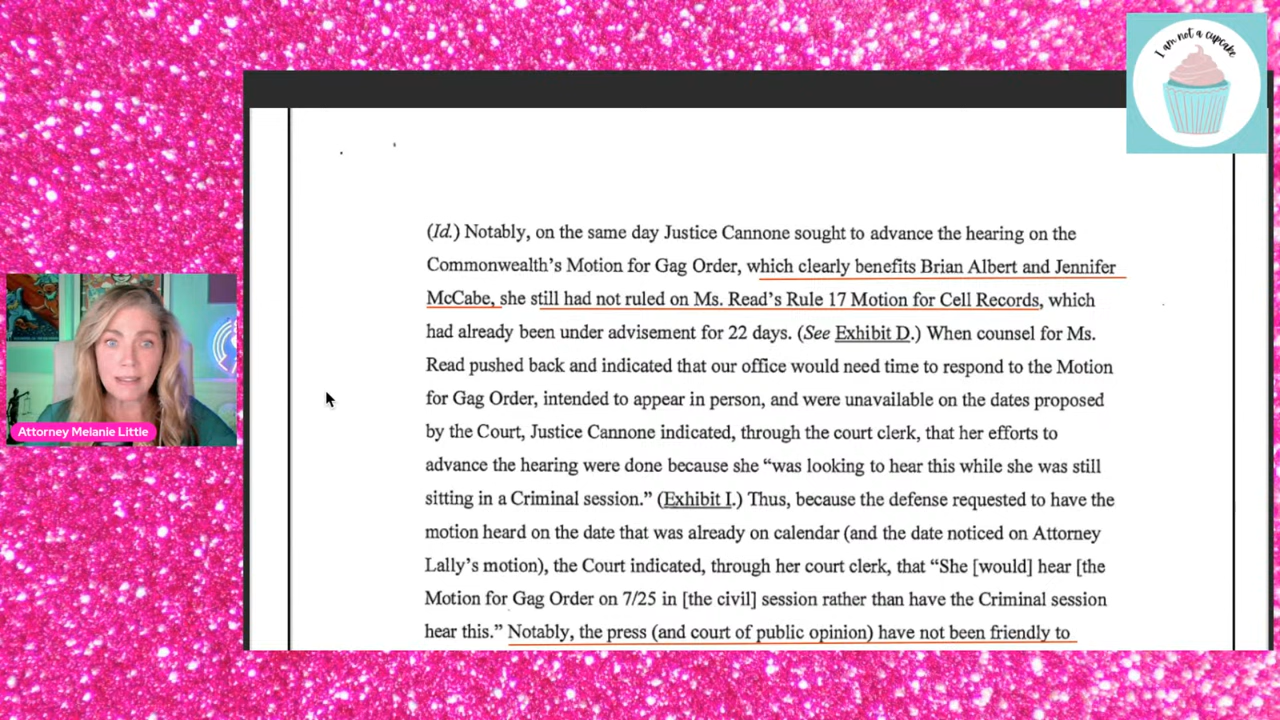 I am not a cupcake
(Id.) Notably, on the same day Justice Cannone sought to advance the hearing on the
Commonwealth's Motion for Gag Order, which clearly benefits Brian Albert and Jennifer
McCabe, she still had not ruled on Ms. Read's Rule 17 Motion for Cell Records, which
had already been under advisement for 22 days. (See Exhibit D.) When counsel for Ms.
Read pushed back and indicated that our office would need time to respond to the Motion
for Gag Order, intended to appear in person, and were unavailable on the dates proposed
by the Court, Justice Cannone indicated, through the court clerk, that her efforts to
advance the hearing were done because she “was looking to hear this while she was still
sitting in a Criminal session.” (Exhibit I.) Thus, because the defense requested to have the
motion heard on the date that was already on calendar (and the date noticed on Attorney
Lally's motion), the Court indicated, through her court clerk, that “She [would] hear [the
Motion for Gag Order on 7/25 in [the civil] session rather than have the Criminal session
hear this.” Notably, the press (and court of public opinion) have not been friendly to
Attorney Melanie Little